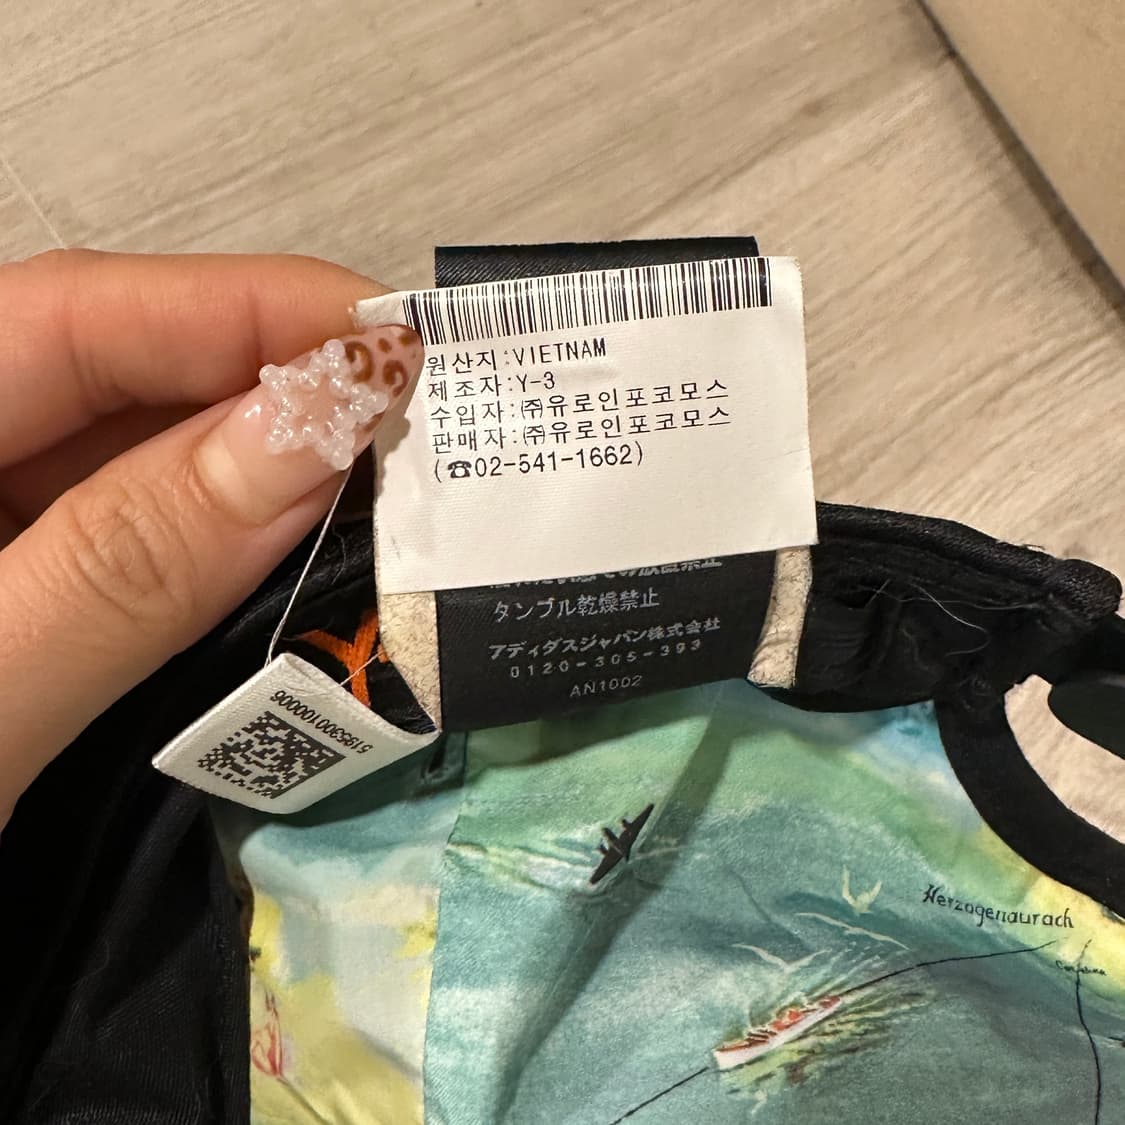 원산지:VIETNAM
제조자:Y-3
수입자:㈜유로인포코모스
판매자:㈜유로인포코모스
(☎02-541-1662)
タンブル乾燥禁止
アディダスジャパン株式会社
0120-305-393
AN1002
5195300100006
Herzogenaurach